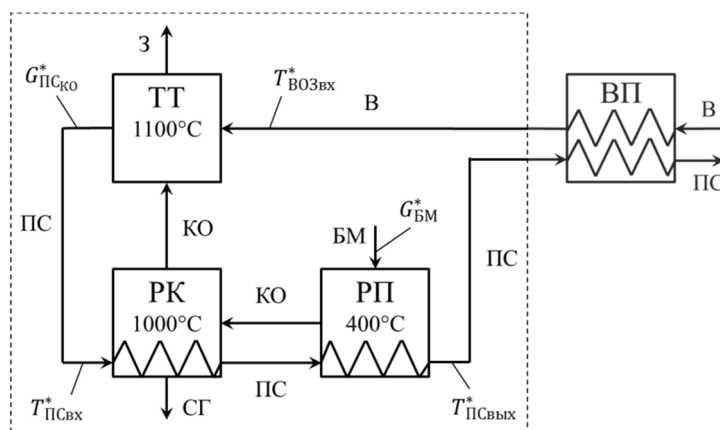 З
G*ПСКО
ТТ
1100°C
T*ВОЗвх
В
ВП
В
ПС
ПС
КО
БМ
G*БМ
ПС
РК
1000°C
КО
РП
400°C
T*ПСвх
СГ
ПС
T*ПСвых